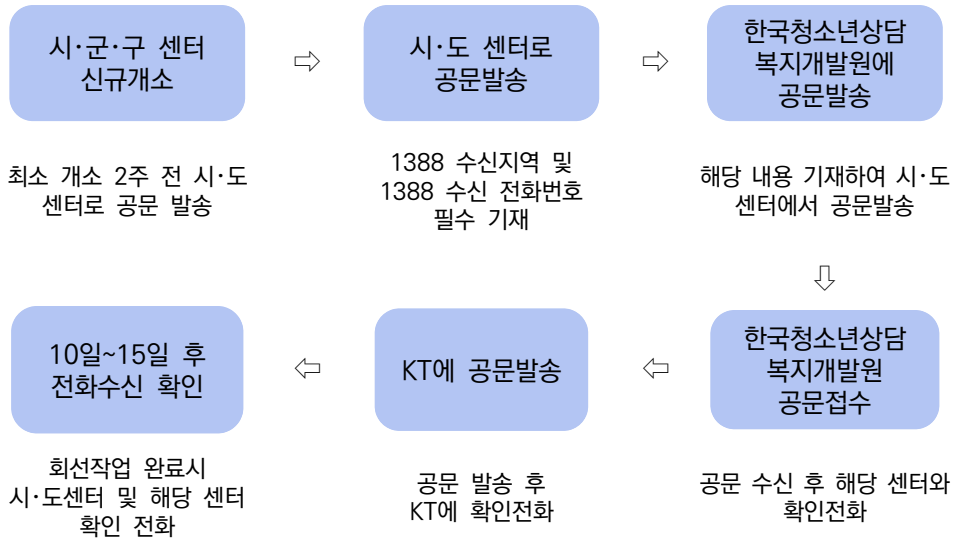 시·군·구 센터
신규개소
시·도 센터로
공문발송
한국청소년상담
복지개발원에
공문발송
최소 개소 2주 전 시·도
센터로 공문 발송
1388 수신지역 및
1388 수신 전화번호
필수 기재
해당 내용 기재하여 시·도
센터에서 공문발송
한국청소년상담
복지개발원
공문접수
KT에 공문발송
10일~15일 후
전화수신 확인
공문 수신 후 해당 센터와
확인전화
공문 발송 후
KT에 확인전화
회선작업 완료시
시·도센터 및 해당 센터
확인 전화